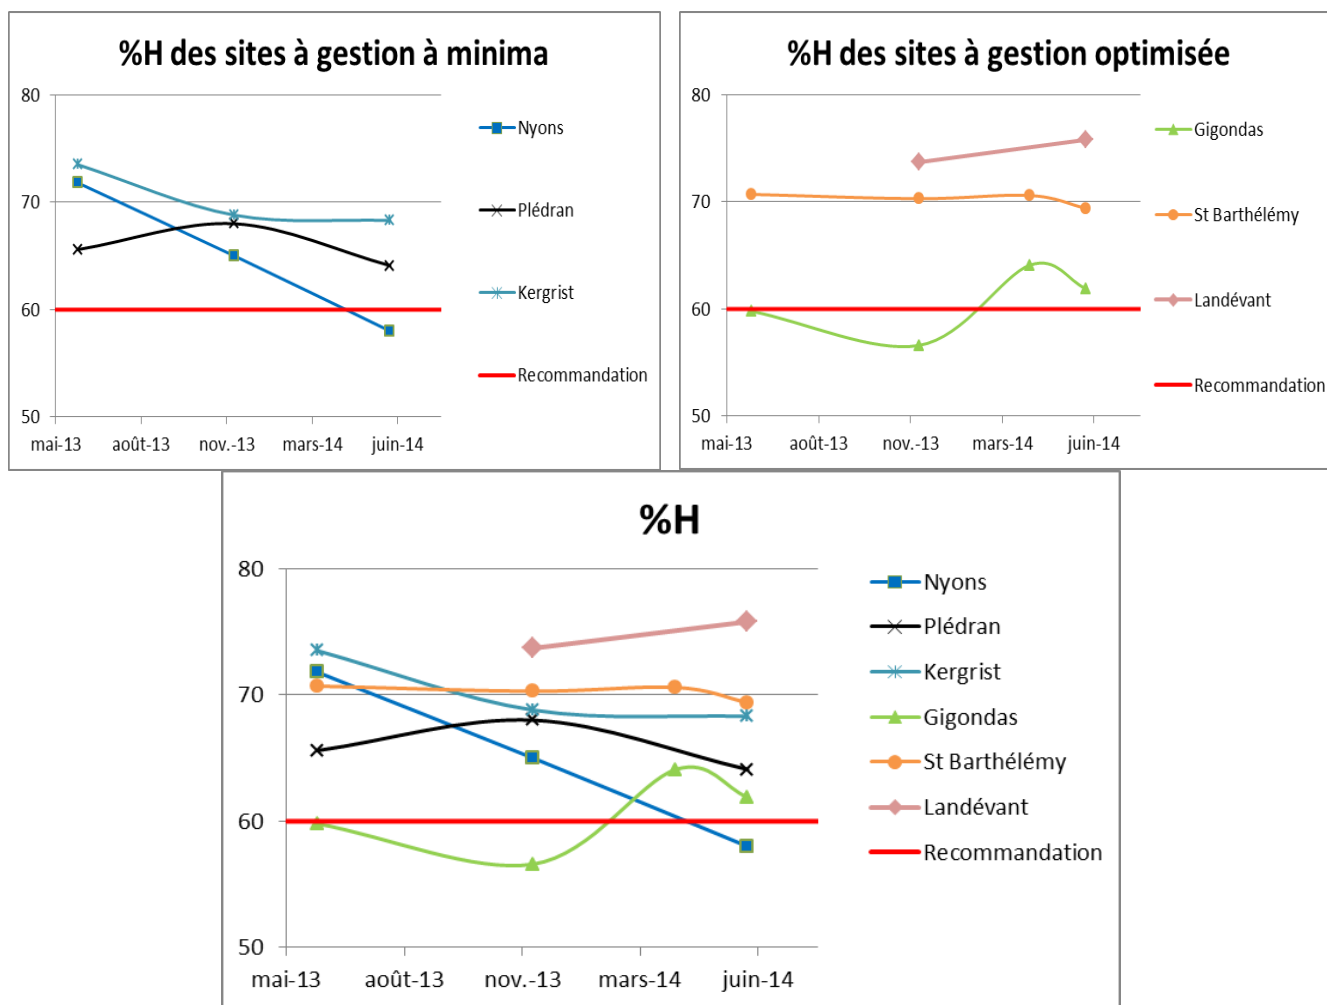 %H des sites à gestion à minima
80
70
60
50
mai-13 août-13 nov.-13 mars-14 juin-14
Nyons
Plédran
Kergrist
Recommandation
%H des sites à gestion optimisée
80
70
60
50
mai-13 août-13 nov.-13 mars-14 juin-14
Gigondas
St Barthélémy
Landévant
Recommandation
%H
80
70
60
50
mai-13 août-13 nov.-13 mars-14 juin-14
Nyons
Plédran
Kergrist
Gigondas
St Barthélémy
Landévant
Recommandation